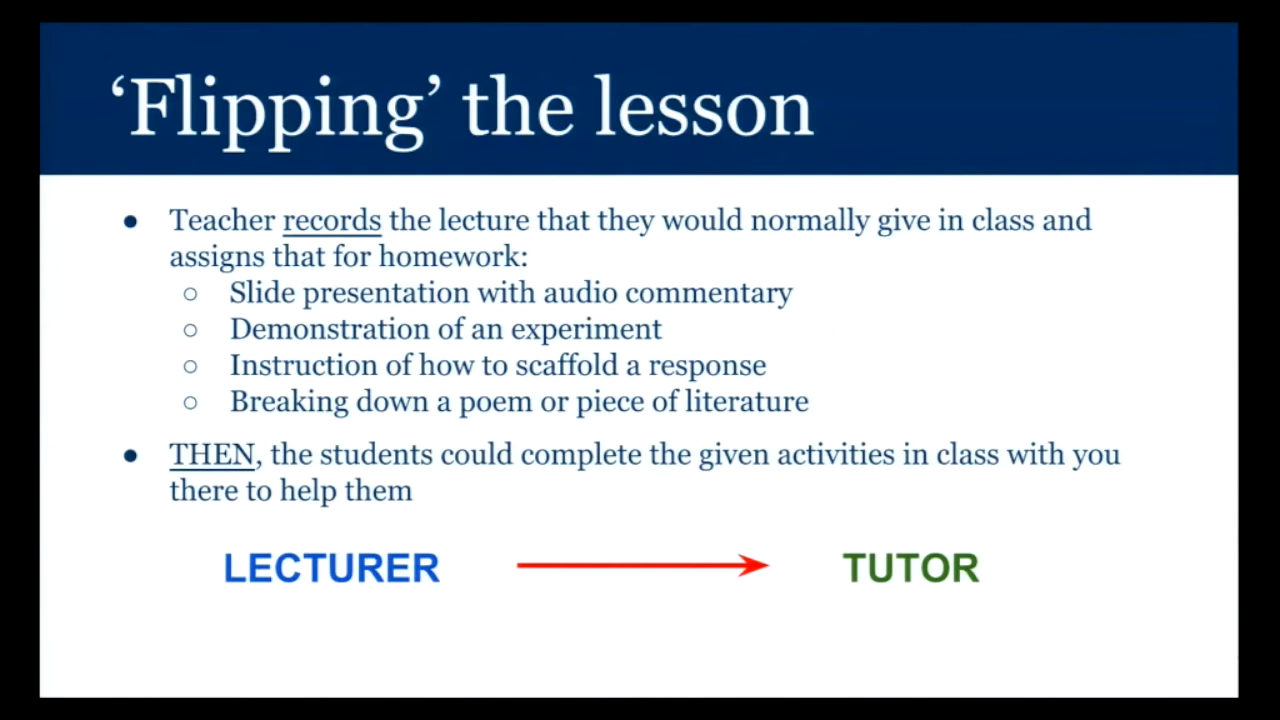 ‘Flipping’ the lesson
● Teacher records the lecture that they would normally give in class and
assigns that for homework:
○ Slide presentation with audio commentary
○ Demonstration of an experiment
○ Instruction of how to scaffold a response
○ Breaking down a poem or piece of literature
● THEN, the students could complete the given activities in class with you
there to help them
LECTURER TUTOR